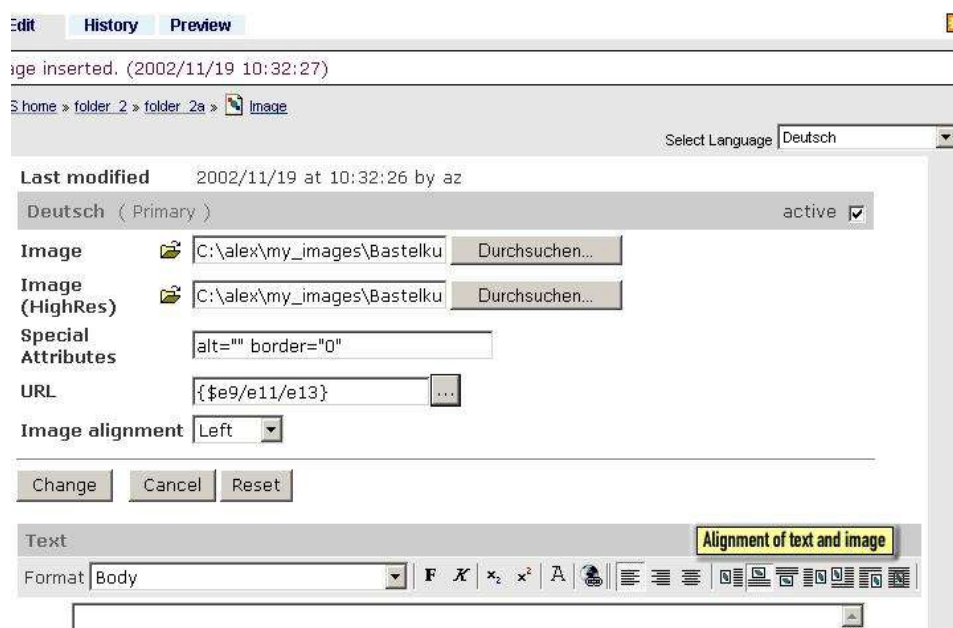 Edit History Preview
age inserted. (2002/11/19 10:32:27)
S home » folder_2 » folder_2a » Image
Select Language Deutsch
Last modified 2002/11/19 at 10:32:26 by az
Deutsch ( Primary ) active
Image C:\alex\my_images\Bastelku Durchsuchen...
Image
(HighRes) C:\alex\my_images\Bastelku Durchsuchen...
Special
Attributes alt="" border="0"
URL {$e9/e11/e13} ...
Image alignment Left
Change Cancel Reset
Text Alignment of text and image
Format Body F K x₂ x² A